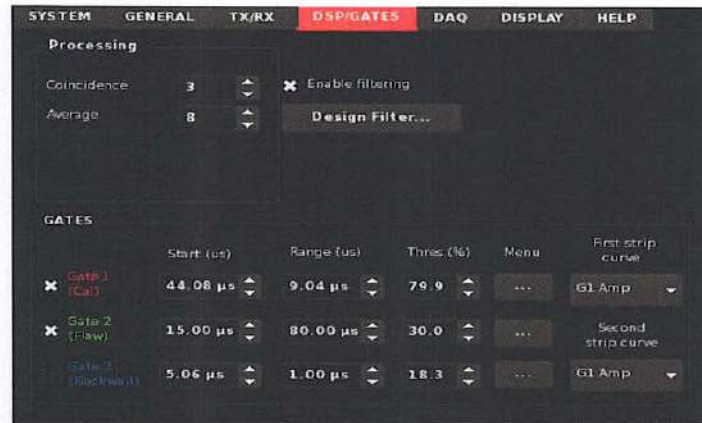 SYSTEM GENERAL TX/RX DSP/GATES DAQ DISPLAY HELP
Processing
Coincidence 3 Enable filtering
Average 8 Design Filter...
GATES
Start (us) Range (us) Thres (%) Menu First strip curve
Gate 1 (Cal) 44.08 µs 9.04 µs 79.9 ... G1 Amp
Gate 2 (Flaw) 15.00 µs 80.00 µs 30.0 ... Second strip curve
Gate 3 (Backwall) 5.06 µs 1.00 µs 18.3 ... G1 Amp